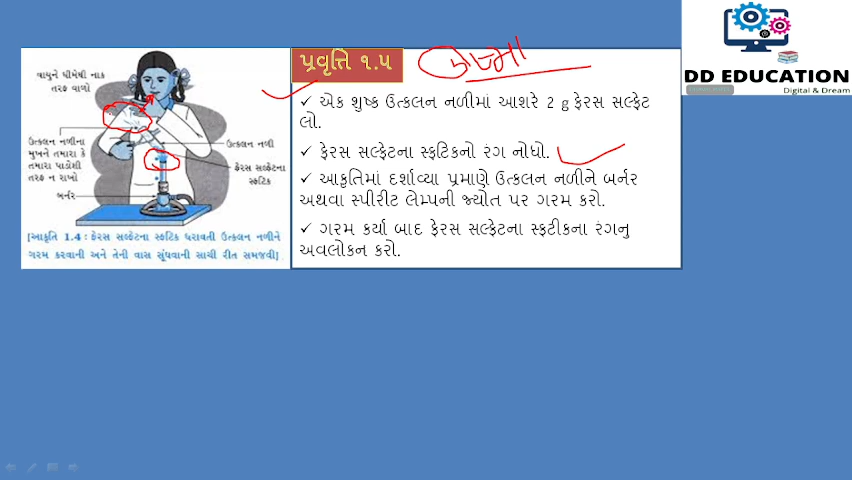 વાયુને ધીમેથી નાક
તરફ વાળો
ઉત્કલન નળીના
મુખને તમારા કે
તમારા પાડોશી
તરફ ન રાખો
બર્નર
ઉત્કલન નળી
ફેરસ સલ્ફેટના
સ્ફટિક
[આકૃતિ 1.4 : ફેરસ સલ્ફેટના સ્ફટિક ધરાવતી ઉત્કલન નળીને
ગરમ કરવાની અને તેની વાસ સૂંઘવાની સાચી રીત સમજવી]
પ્રવૃત્તિ ૧.૫
ઉષ્મા
✓ એક શુષ્ક ઉત્કલન નળીમાં આશરે 2 g ફેરસ સલ્ફેટ
લો.
✓ ફેરસ સલ્ફેટના સ્ફટિકનો રંગ નોધો.
✓ આકૃતિમાં દર્શાવ્યા પ્રમાણે ઉત્કલન નળીને બર્નર
અથવા સ્પીરીટ લેમ્પની જ્યોત પર ગરમ કરો.
✓ ગરમ કર્યા બાદ ફેરસ સલ્ફેટના સ્ફટીકના રંગનુ
અવલોકન કરો.
DD EDUCATION
Digital & Dream